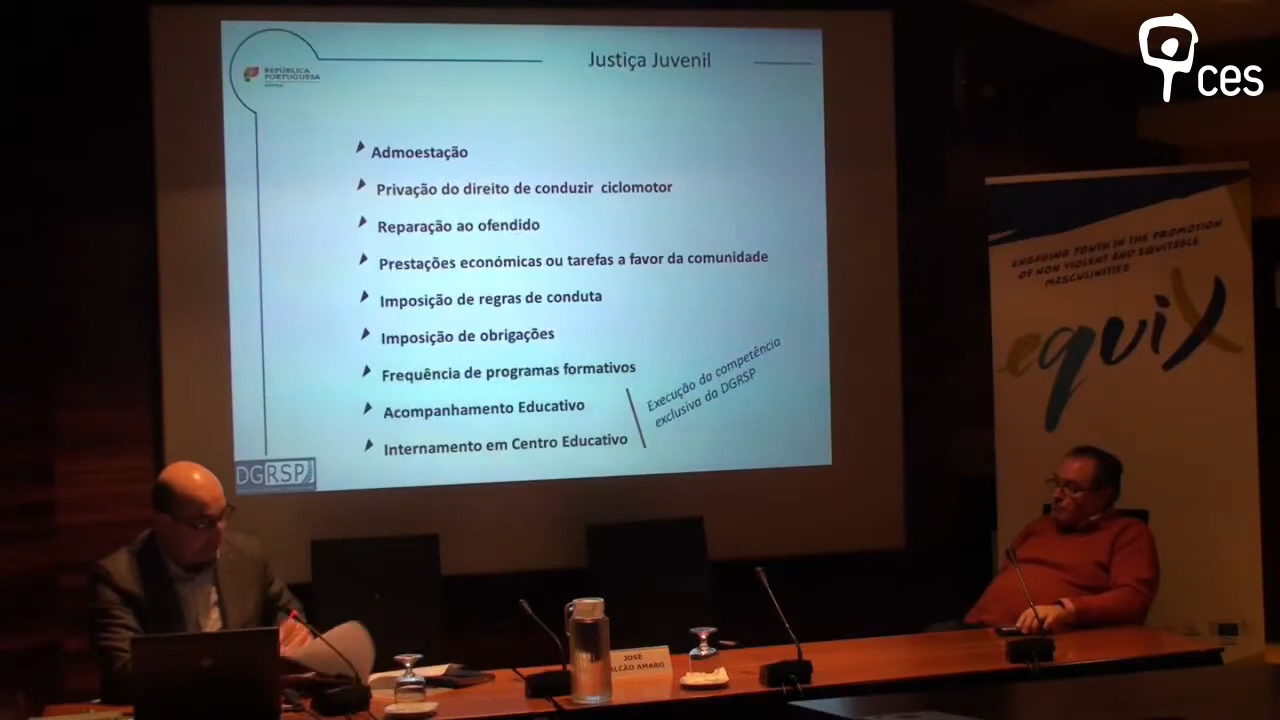 ces
Justiça Juvenil
REPÚBLICA
PORTUGUESA
Admoestação
Privação do direito de conduzir ciclomotor
Reparação ao ofendido
Prestações económicas ou tarefas a favor da comunidade
Imposição de regras de conduta
Imposição de obrigações
Frequência de programas formativos
Acompanhamento Educativo
Internamento em Centro Educativo
Execução da competência
exclusiva da DGRSP
DGRSP
ENGAGING YOUTH IN THE PROMOTION
OF NON VIOLENT AND EQUITABLE
MASCULINITIES
equiX
JOSÉ
ALCÃO AMARO